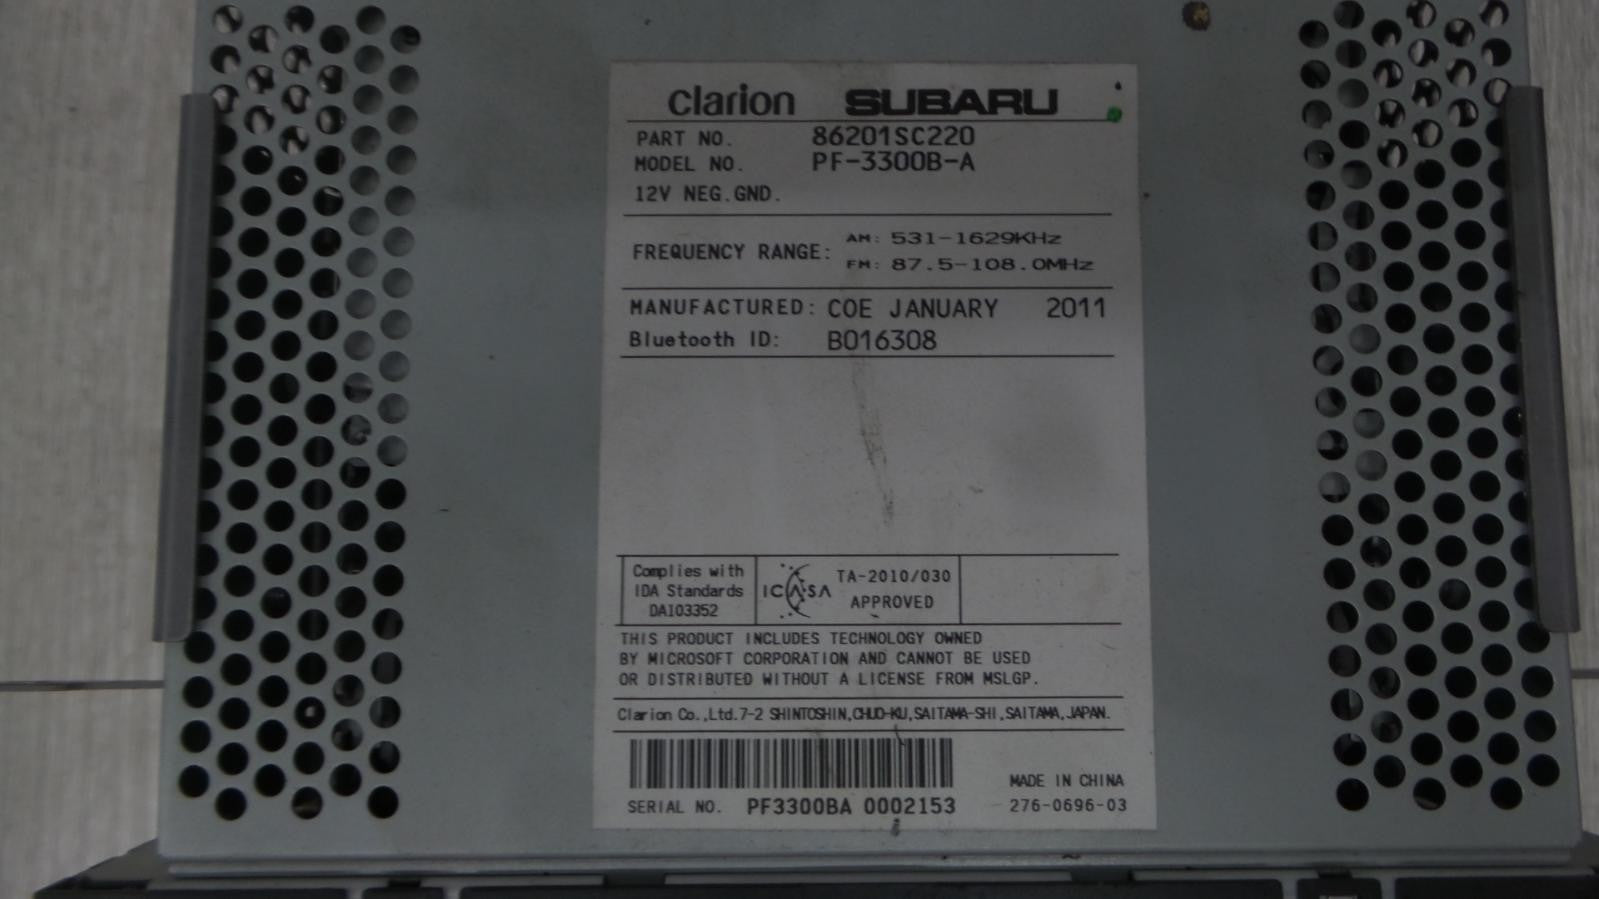 clarion SUBARU
PART NO. 86201SC220
MODEL NO. PF-3300B-A
12V NEG.GND.
FREQUENCY RANGE: AM: 531-1629KHz
FM: 87.5-108.0MHz
MANUFACTURED: COE JANUARY 2011
Bluetooth ID: B016308
Complies with
IDA Standards
DA103352
ICASA TA-2010/030
APPROVED
THIS PRODUCT INCLUDES TECHNOLOGY OWNED
BY MICROSOFT CORPORATION AND CANNOT BE USED
OR DISTRIBUTED WITHOUT A LICENSE FROM MSLGP.
Clarion Co.,Ltd.7-2 SHINTOSHIN,CHUO-KU,SAITAMA-SHI,SAITAMA,JAPAN.
MADE IN CHINA
SERIAL NO. PF3300BA 0002153 276-0696-03